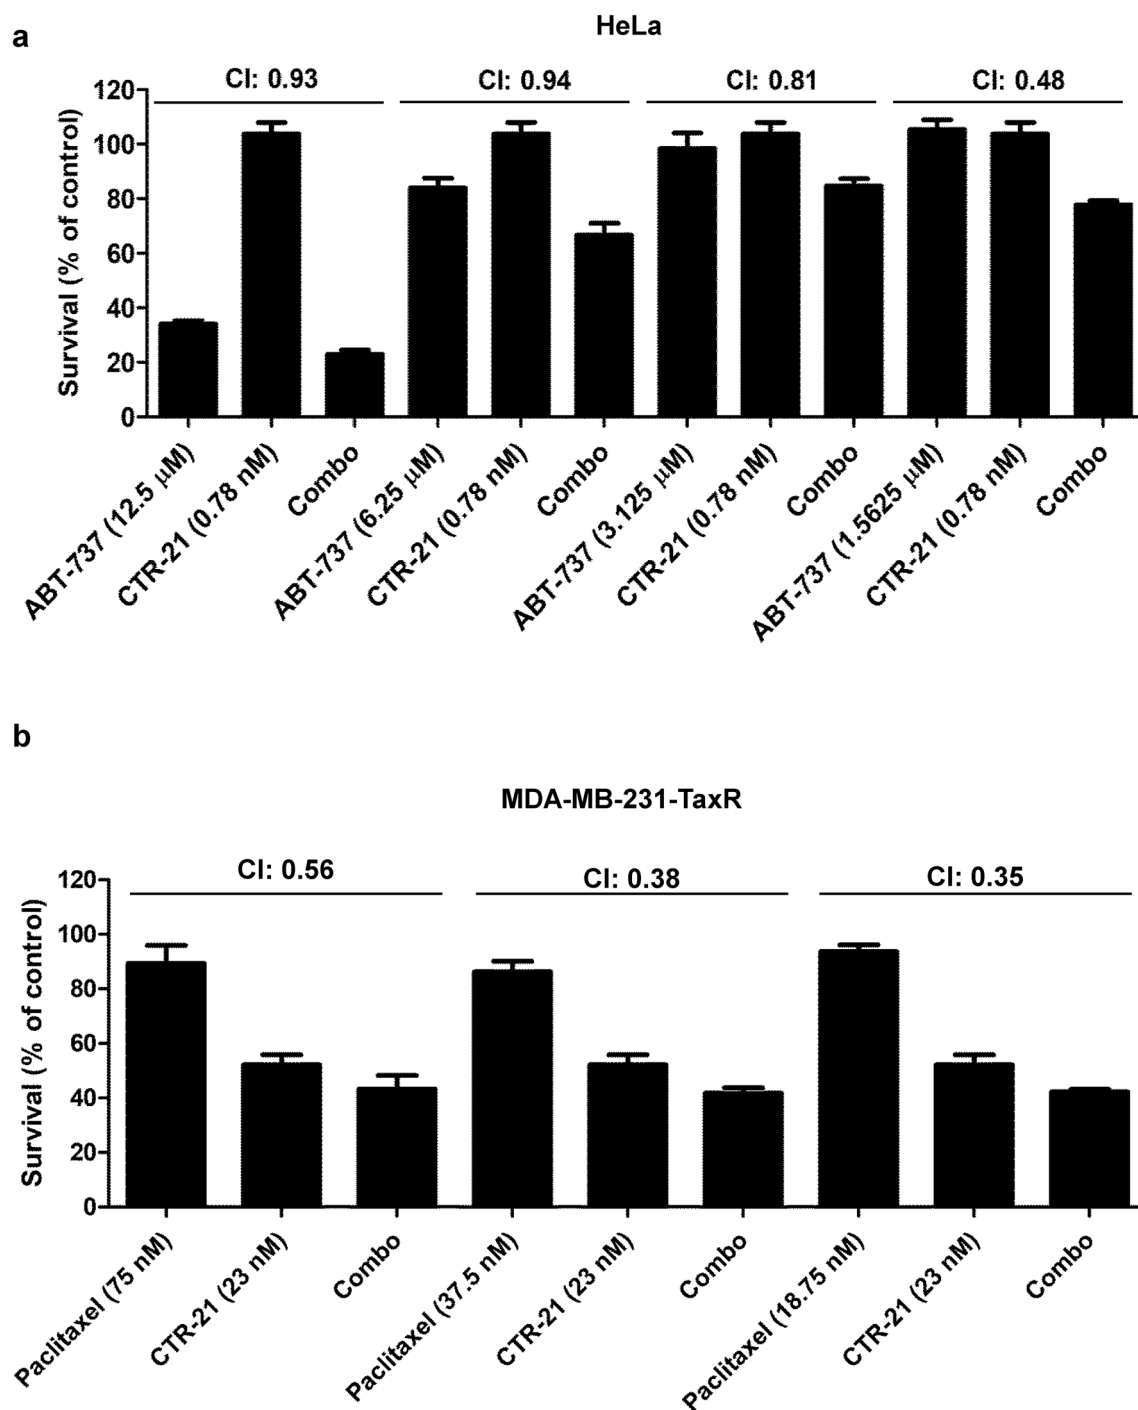 a
HeLa
CI: 0.93 CI: 0.94 CI: 0.81 CI: 0.48
Survival (% of control)
120
100
80
60
40
20
0
ABT-737 (12.5 μM)
CTR-21 (0.78 nM)
Combo
ABT-737 (6.25 μM)
CTR-21 (0.78 nM)
Combo
ABT-737 (3.125 μM)
CTR-21 (0.78 nM)
Combo
ABT-737 (1.5625 μM)
CTR-21 (0.78 nM)
Combo
b
MDA-MB-231-TaxR
CI: 0.56 CI: 0.38 CI: 0.35
Survival (% of control)
120
100
80
60
40
20
0
Paclitaxel (75 nM)
CTR-21 (23 nM)
Combo
Paclitaxel (37.5 nM)
CTR-21 (23 nM)
Combo
Paclitaxel (18.75 nM)
CTR-21 (23 nM)
Combo